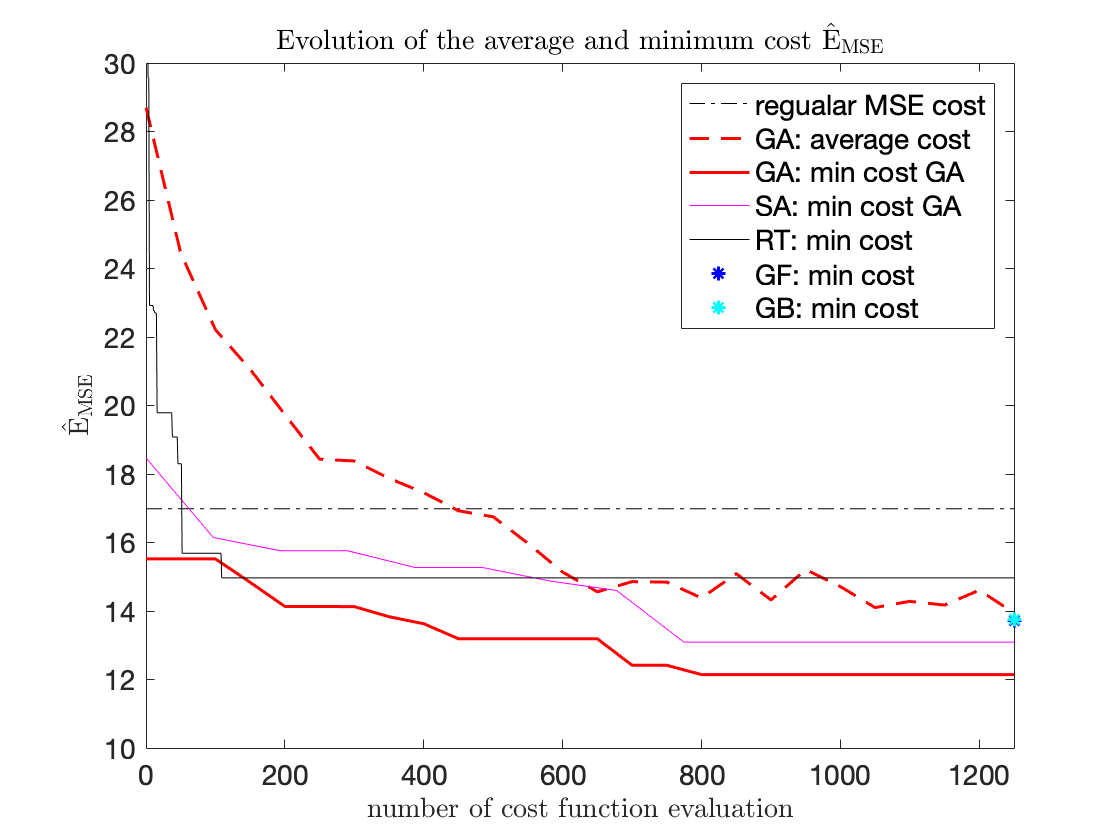 Evolution of the average and minimum cost Ê_MSE
30
28
26
24
22
20
18
16
14
12
10
Ê_MSE
regualar MSE cost
GA: average cost
GA: min cost GA
SA: min cost GA
RT: min cost
GF: min cost
GB: min cost
0 200 400 600 800 1000 1200
number of cost function evaluation